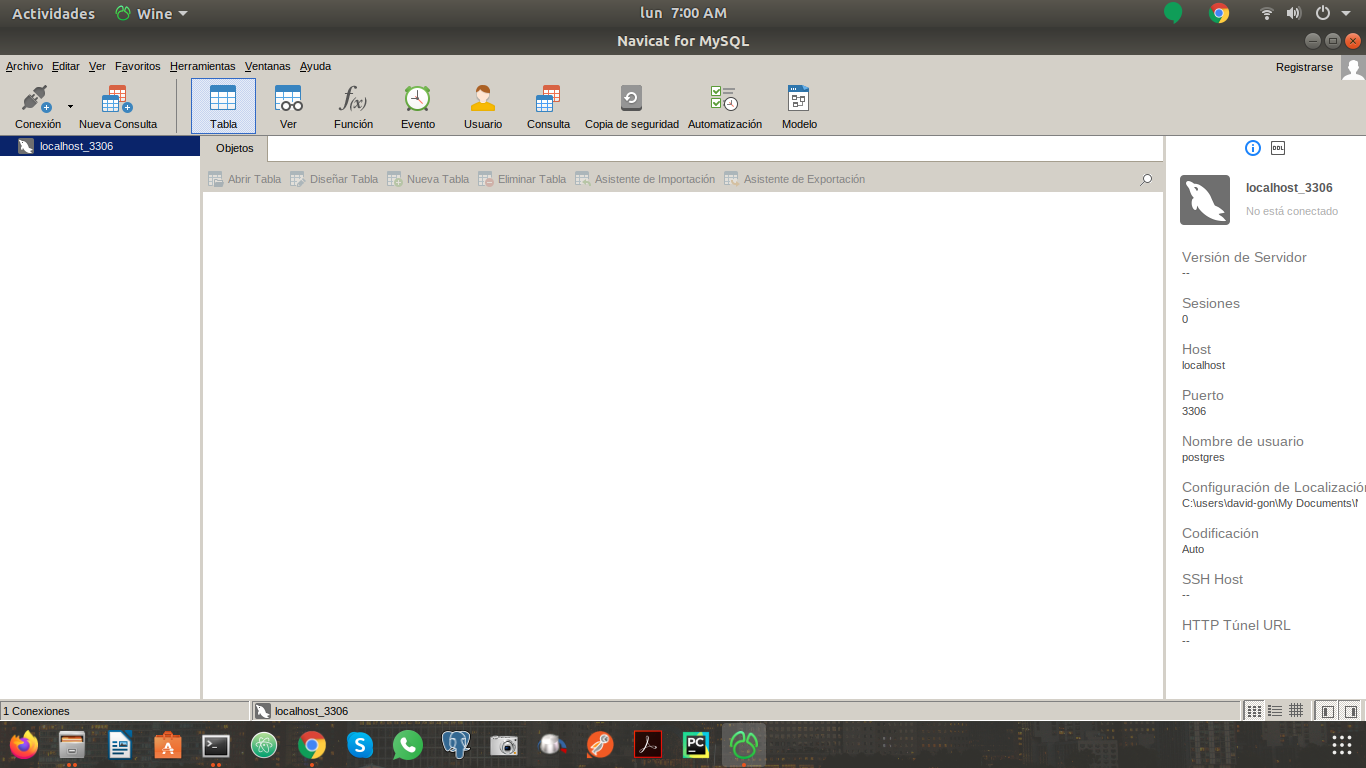 Actividades Wine lun 7:00 AM
Navicat for MySQL
Archivo Editar Ver Favoritos Herramientas Ventanas Ayuda Registrarse
Conexión Nueva Consulta Tabla Ver Función Evento Usuario Consulta Copia de seguridad Automatización Modelo
localhost_3306
Objetos
Abrir Tabla Diseñar Tabla Nueva Tabla Eliminar Tabla Asistente de Importación Asistente de Exportación
DDL
localhost_3306
No está conectado
Versión de Servidor
--
Sesiones
0
Host
localhost
Puerto
3306
Nombre de usuario
postgres
Configuración de Localización
C:\users\david-gon\My Documents\
Codificación
Auto
SSH Host
--
HTTP Túnel URL
--
1 Conexiones localhost_3306